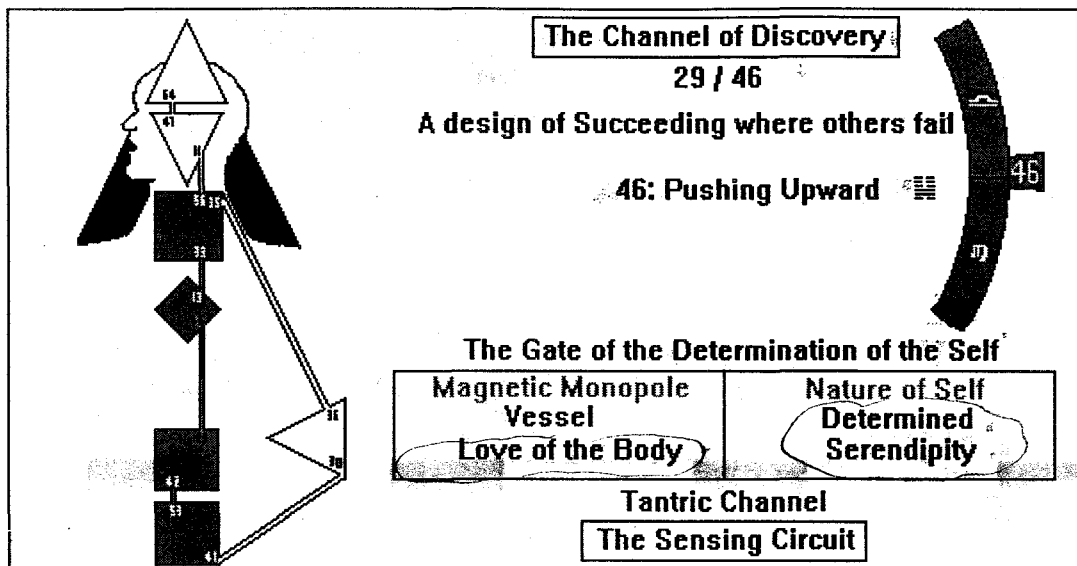 The Channel of Discovery
29 / 46
A design of Succeeding where others fail
46: Pushing Upward
46
The Gate of the Determination of the Self
Magnetic Monopole
Vessel
Love of the Body
Nature of Self
Determined
Serendipity
Tantric Channel
The Sensing Circuit
64
47
11
56 35
33
13
36
30
42
53
41